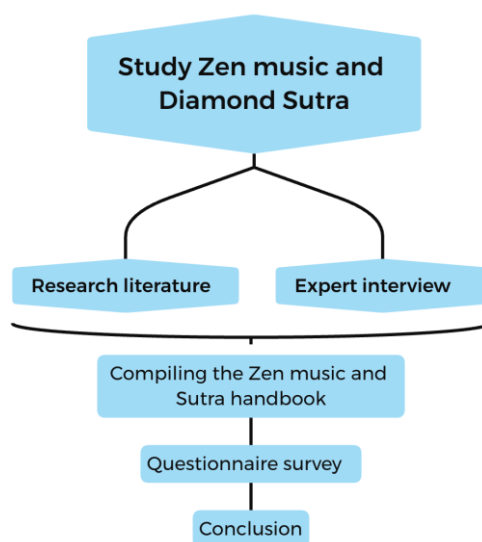 Study Zen music and
Diamond Sutra
Research literature
Expert interview
Compiling the Zen music and
Sutra handbook
Questionnaire survey
Conclusion